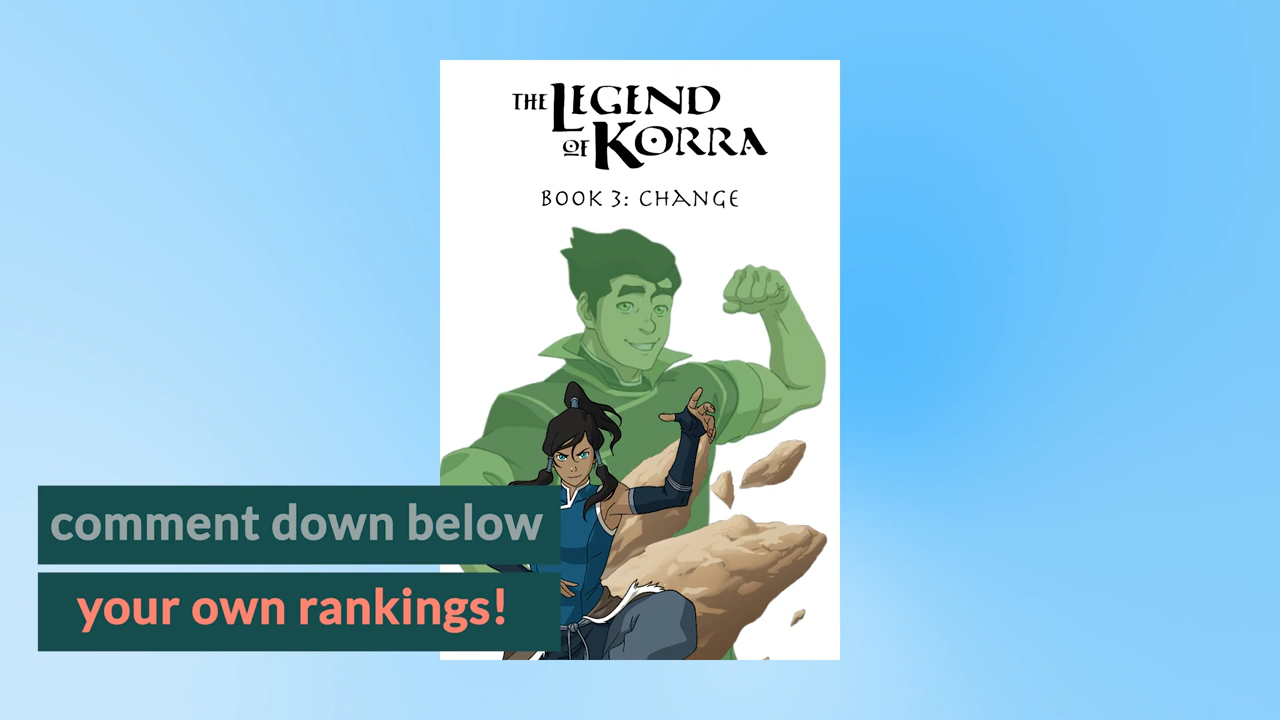 THE LEGEND
OF KORRA
BOOK 3: CHANGE
comment down below
your own rankings!